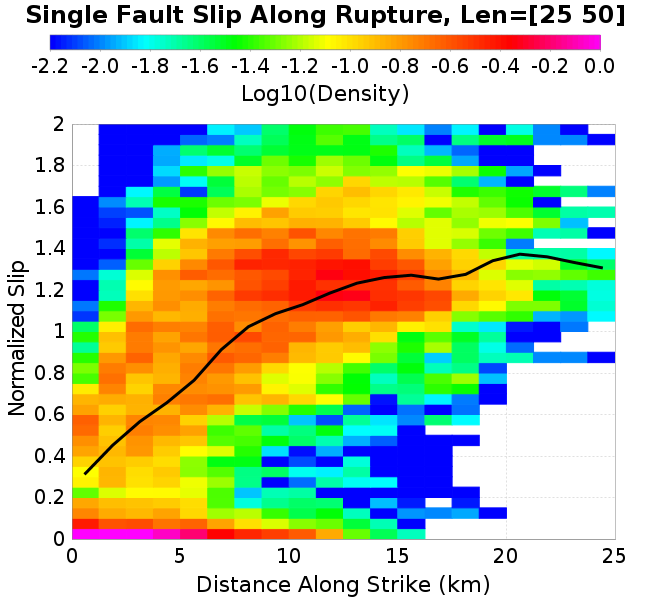 Single Fault Slip Along Rupture, Len=[25 50]
-2.2 -2.0 -1.8 -1.6 -1.4 -1.2 -1.0 -0.8 -0.6 -0.4 -0.2 0.0
Log10(Density)
Normalized Slip
2
1.8
1.6
1.4
1.2
1
0.8
0.6
0.4
0.2
0
0 5 10 15 20 25
Distance Along Strike (km)